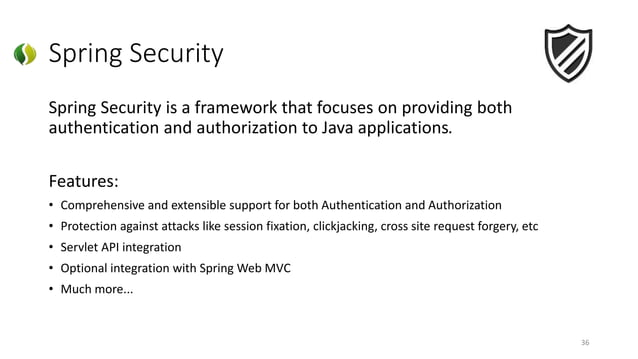 Spring Security
Spring Security is a framework that focuses on providing both
authentication and authorization to Java applications.
Features:
• Comprehensive and extensible support for both Authentication and Authorization
• Protection against attacks like session fixation, clickjacking, cross site request forgery, etc
• Servlet API integration
• Optional integration with Spring Web MVC
• Much more...
36